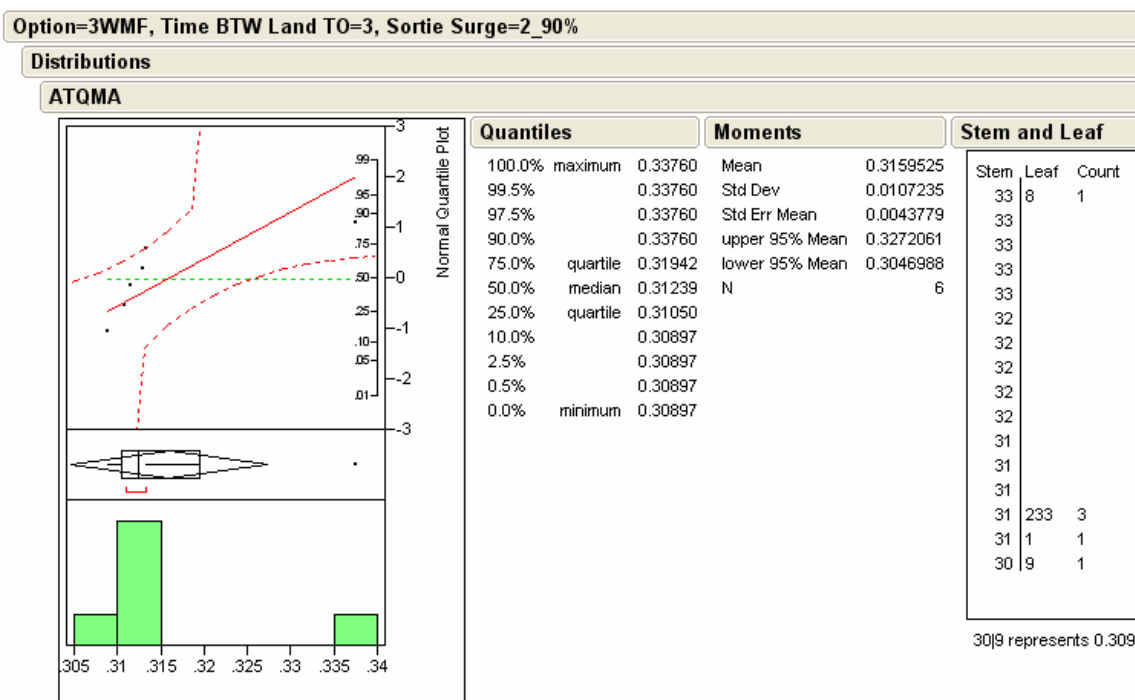 Option=3WMF, Time BTW Land TO=3, Sortie Surge=2_90%
Distributions
ATQMA
3
2
1
0
-1
-2
-3
.99
.95
.90
.75
.50
.25
.10
.05
.01
Normal Quantile Plot
.305 .31 .315 .32 .325 .33 .335 .34
Quantiles
100.0% maximum 0.33760
99.5% 0.33760
97.5% 0.33760
90.0% 0.33760
75.0% quartile 0.31942
50.0% median 0.31239
25.0% quartile 0.31050
10.0% 0.30897
2.5% 0.30897
0.5% 0.30897
0.0% minimum 0.30897
Moments
Mean 0.3159525
Std Dev 0.0107235
Std Err Mean 0.0043779
upper 95% Mean 0.3272061
lower 95% Mean 0.3046988
N 6
Stem and Leaf
Stem Leaf Count
33 8 1
33
33
33
33
32
32
32
32
32
31
31
31
31 233 3
31 1 1
30 9 1
30|9 represents 0.309